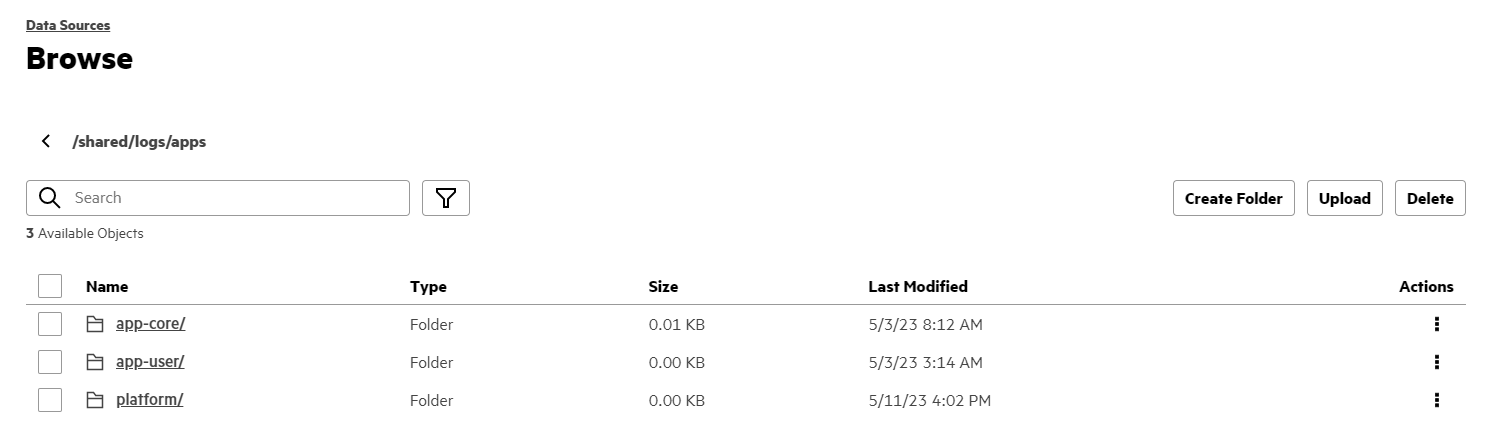 Data Sources
Browse
/shared/logs/apps
Search
Create Folder Upload Delete
3 Available Objects
Name Type Size Last Modified Actions
app-core/ Folder 0.01 KB 5/3/23 8:12 AM
app-user/ Folder 0.00 KB 5/3/23 3:14 AM
platform/ Folder 0.00 KB 5/11/23 4:02 PM